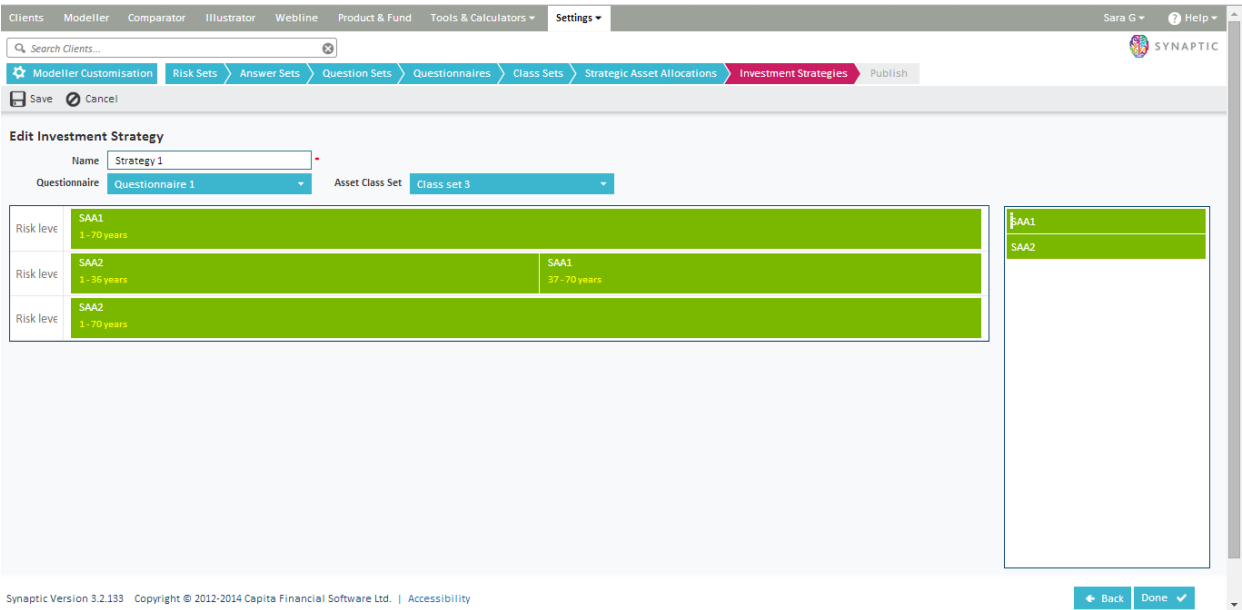 Clients Modeller Comparator Illustrator Webline Product & Fund Tools & Calculators Settings Sara G Help
Search Clients...
SYNAPTIC
Modeller Customisation Risk Sets Answer Sets Question Sets Questionnaires Class Sets Strategic Asset Allocations Investment Strategies Publish
Save Cancel
Edit Investment Strategy
Name Strategy 1 *
Questionnaire Questionnaire 1 Asset Class Set Class set 3
Risk leve SAA1
1 - 70 years
Risk leve SAA2 SAA1
1 - 36 years 37 - 70 years
Risk leve SAA2
1 - 70 years
SAA1
SAA2
Synaptic Version 3.2.133 Copyright © 2012-2014 Capita Financial Software Ltd. | Accessibility
Back Done